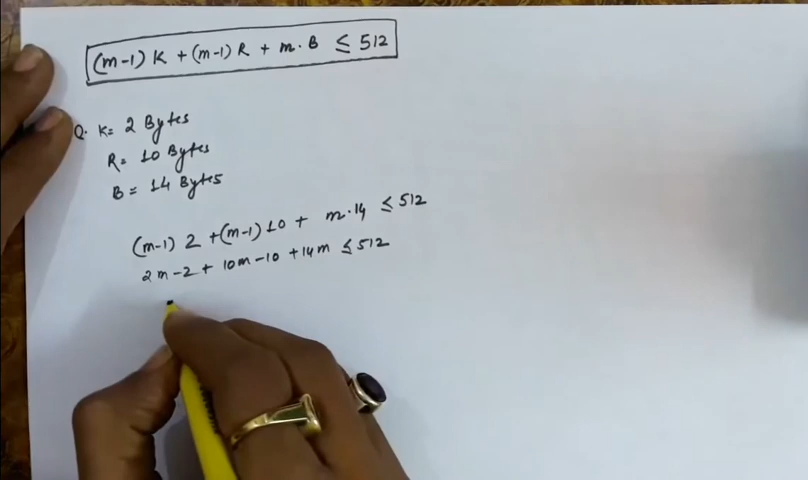 (m-1) K + (m-1) R + m. B ≤ 512
Q. K= 2 Bytes
R= 10 Bytes
B = 14 Bytes
(m-1) 2 + (m-1) 10 + m.14 ≤ 512
2m-2 + 10m-10 + 14m ≤ 512